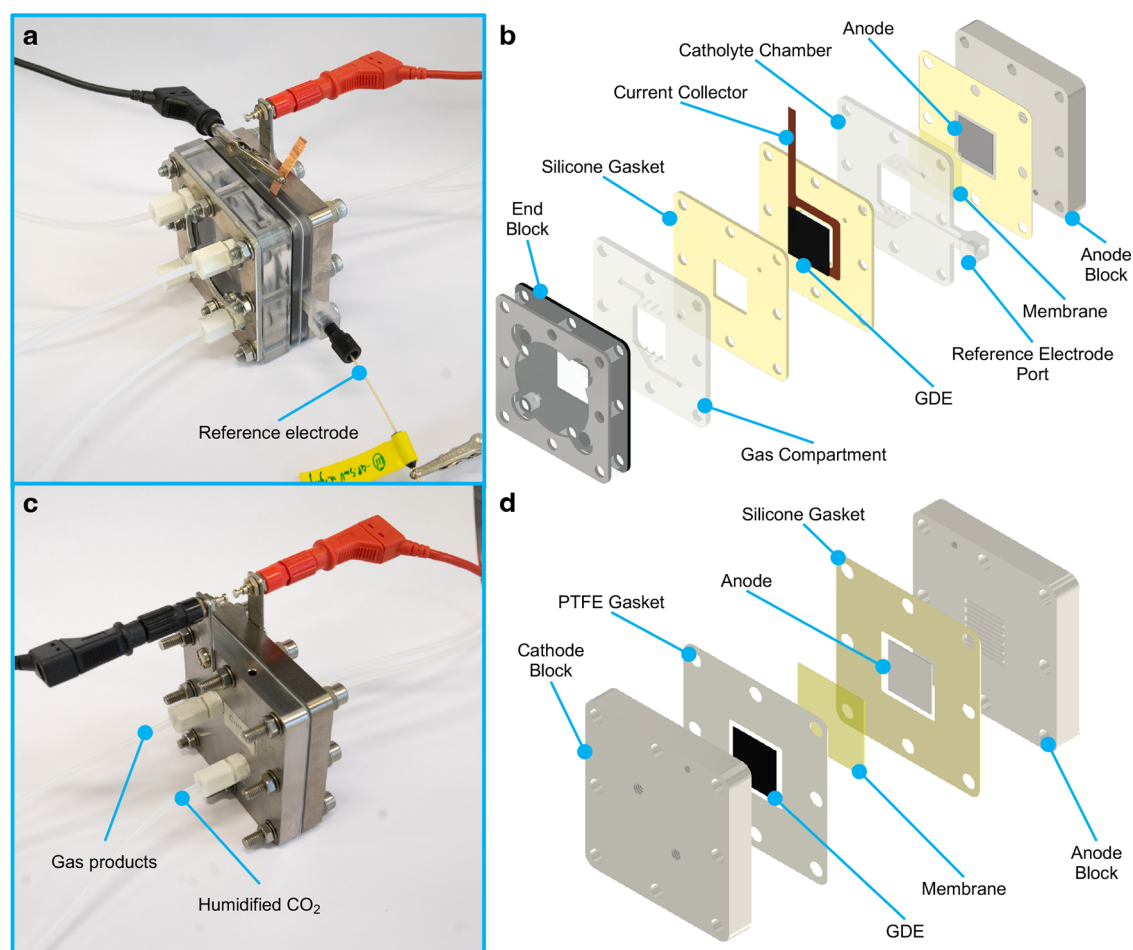 a
Reference electrode
b
Anode
Catholyte Chamber
Current Collector
Silicone Gasket
End
Block
Anode
Block
Membrane
Reference Electrode
Port
GDE
Gas Compartment
c
Gas products
Humidified CO₂
d
Silicone Gasket
Anode
PTFE Gasket
Cathode
Block
Anode
Block
Membrane
GDE